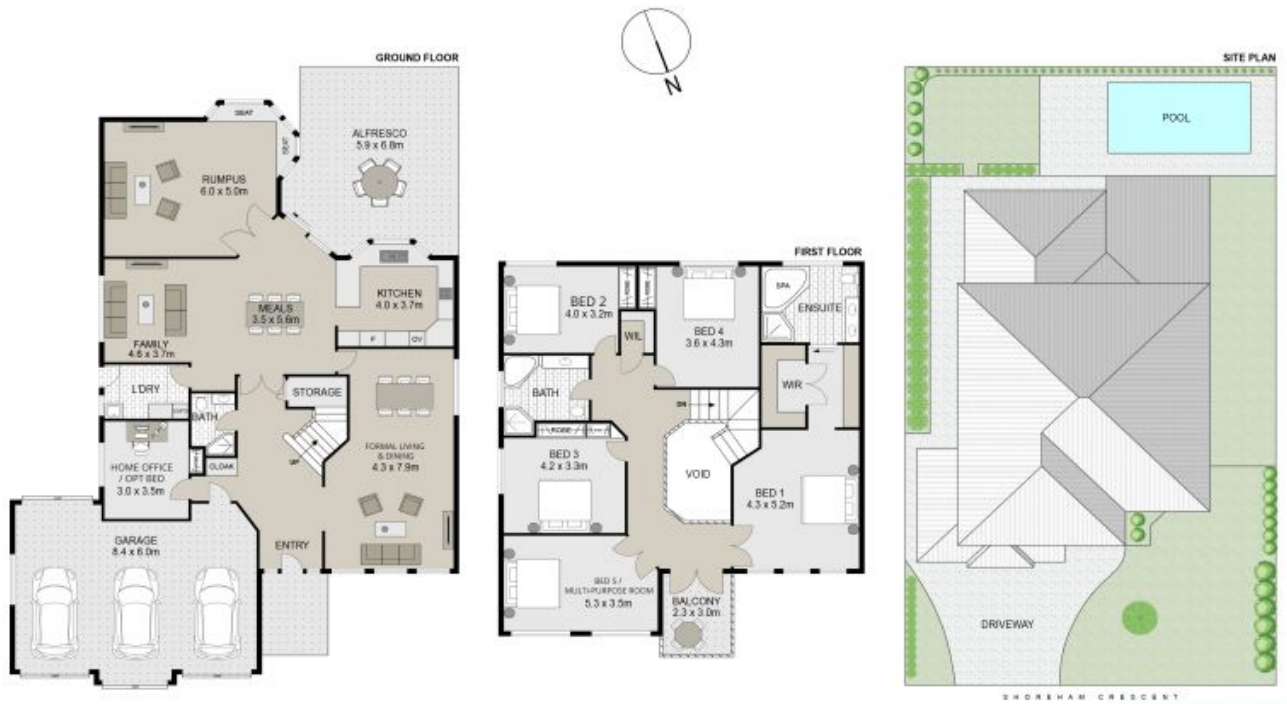 GROUND FLOOR
SEAT
SEAT
ALFRESCO
5.9 x 6.8m
RUMPUS
6.0 x 5.0m
KITCHEN
4.0 x 3.7m
MEALS
3.5 x 5.6m
FAMILY
4.6 x 3.7m
F
OV
L'DRY
BATH
STORAGE
UP
FORMAL LIVING
& DINING
4.3 x 7.9m
HOME OFFICE
/ OPT BED
3.0 x 3.5m
CLOAK
GARAGE
8.4 x 6.0m
ENTRY
N
FIRST FLOOR
BED 2
4.0 x 3.2m
ROBE
ROBE
WIL
BED 4
3.6 x 4.3m
SPA
ENSUITE
BATH
WIR
DN
ROBE
BED 3
4.2 x 3.3m
VOID
BED 1
4.3 x 5.2m
BED 5 /
MULTI-PURPOSE ROOM
5.3 x 3.5m
BALCONY
2.3 x 3.0m
SITE PLAN
POOL
DRIVEWAY
SHOREHAM CRESCENT